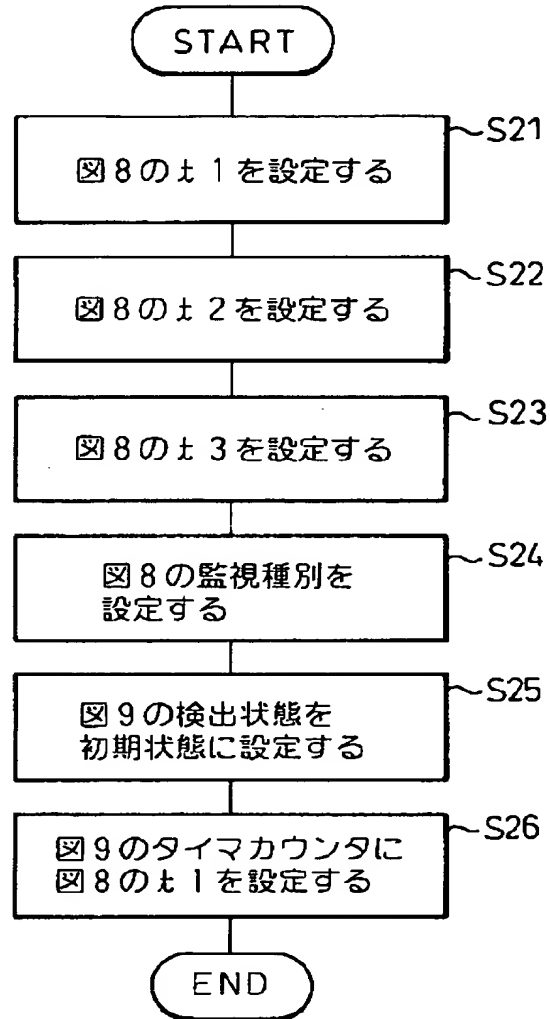 START
S21
図8のt1を設定する
S22
図8のt2を設定する
S23
図8のt3を設定する
S24
図8の監視種別を
設定する
S25
図9の検出状態を
初期状態に設定する
S26
図9のタイマカウンタに
図8のt1を設定する
END